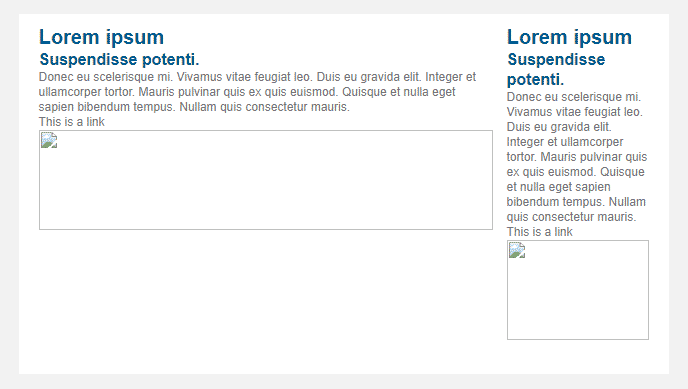 Lorem ipsum
Suspendisse potenti.
Donec eu scelerisque mi. Vivamus vitae feugiat leo. Duis eu gravida elit. Integer et
ullamcorper tortor. Mauris pulvinar quis ex quis euismod. Quisque et nulla eget
sapien bibendum tempus. Nullam quis consectetur mauris.
This is a link
Lorem ipsum
Suspendisse
potenti.
Donec eu scelerisque mi.
Vivamus vitae feugiat leo.
Duis eu gravida elit.
Integer et ullamcorper
tortor. Mauris pulvinar quis
ex quis euismod. Quisque
et nulla eget sapien
bibendum tempus. Nullam
quis consectetur mauris.
This is a link